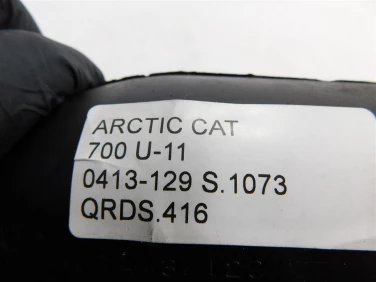 ARCTIC CAT
700 U-11
0413-129 S.1073
QRDS.416